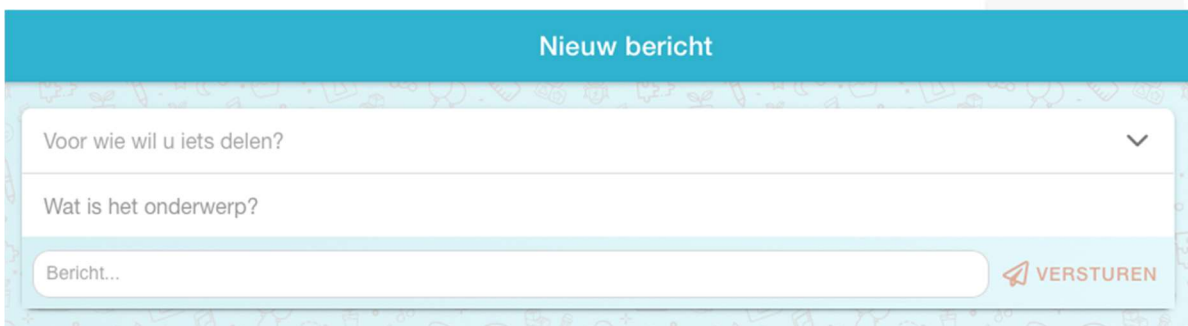 Nieuw bericht
Voor wie wil u iets delen?
Wat is het onderwerp?
Bericht...
VERSTUREN